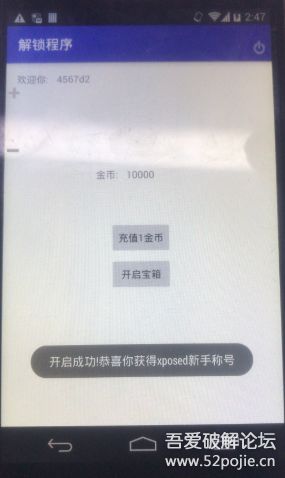 2:47
解锁程序
欢迎你: 4567d2
金币: 10000
充值1金币
开启宝箱
开启成功!恭喜你获得xposed新手称号
吾爱破解论坛
www.52pojie.cn